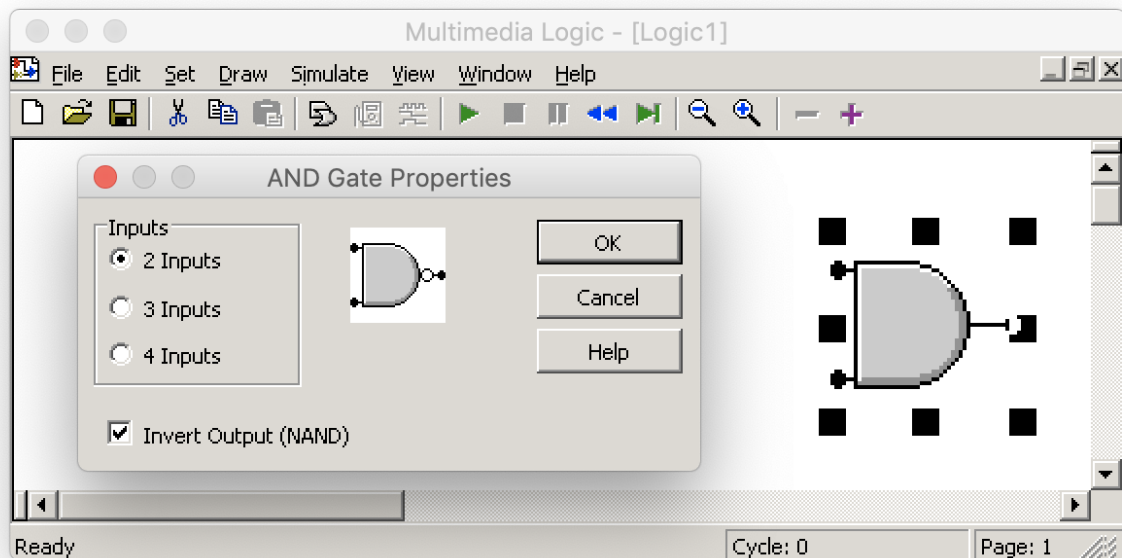 Multimedia Logic - [Logic1]
File Edit Set Draw Simulate View Window Help
AND Gate Properties
Inputs
2 Inputs
3 Inputs
4 Inputs
Invert Output (NAND)
OK
Cancel
Help
Ready
Cycle: 0
Page: 1